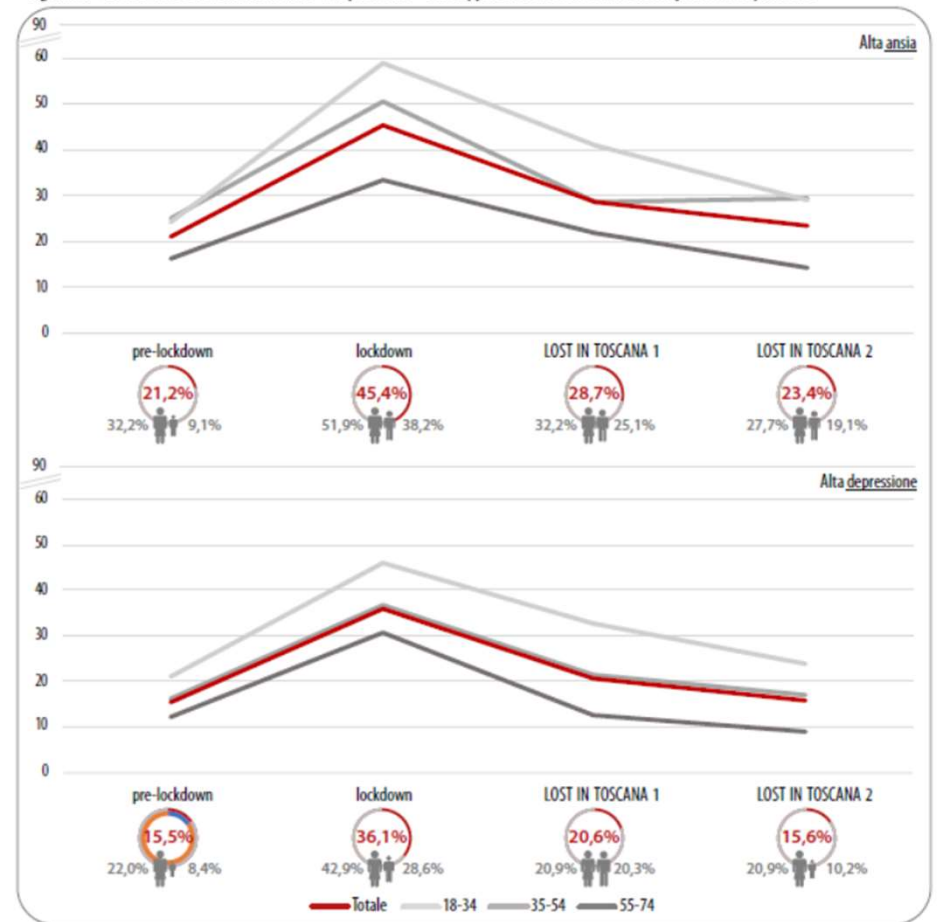 90
Alta ansia
60
50
40
30
20
10
0
pre-lockdown lockdown LOST IN TOSCANA 1 LOST IN TOSCANA 2
21,2% 45,4% 28,7% 23,4%
32,2% 9,1% 51,9% 38,2% 32,2% 25,1% 27,7% 19,1%
90
Alta depressione
60
50
40
30
20
10
0
pre-lockdown lockdown LOST IN TOSCANA 1 LOST IN TOSCANA 2
15,5% 36,1% 20,6% 15,6%
22,0% 8,4% 42,9% 28,6% 20,9% 20,3% 20,9% 10,2%
Totale 18-34 35-54 55-74